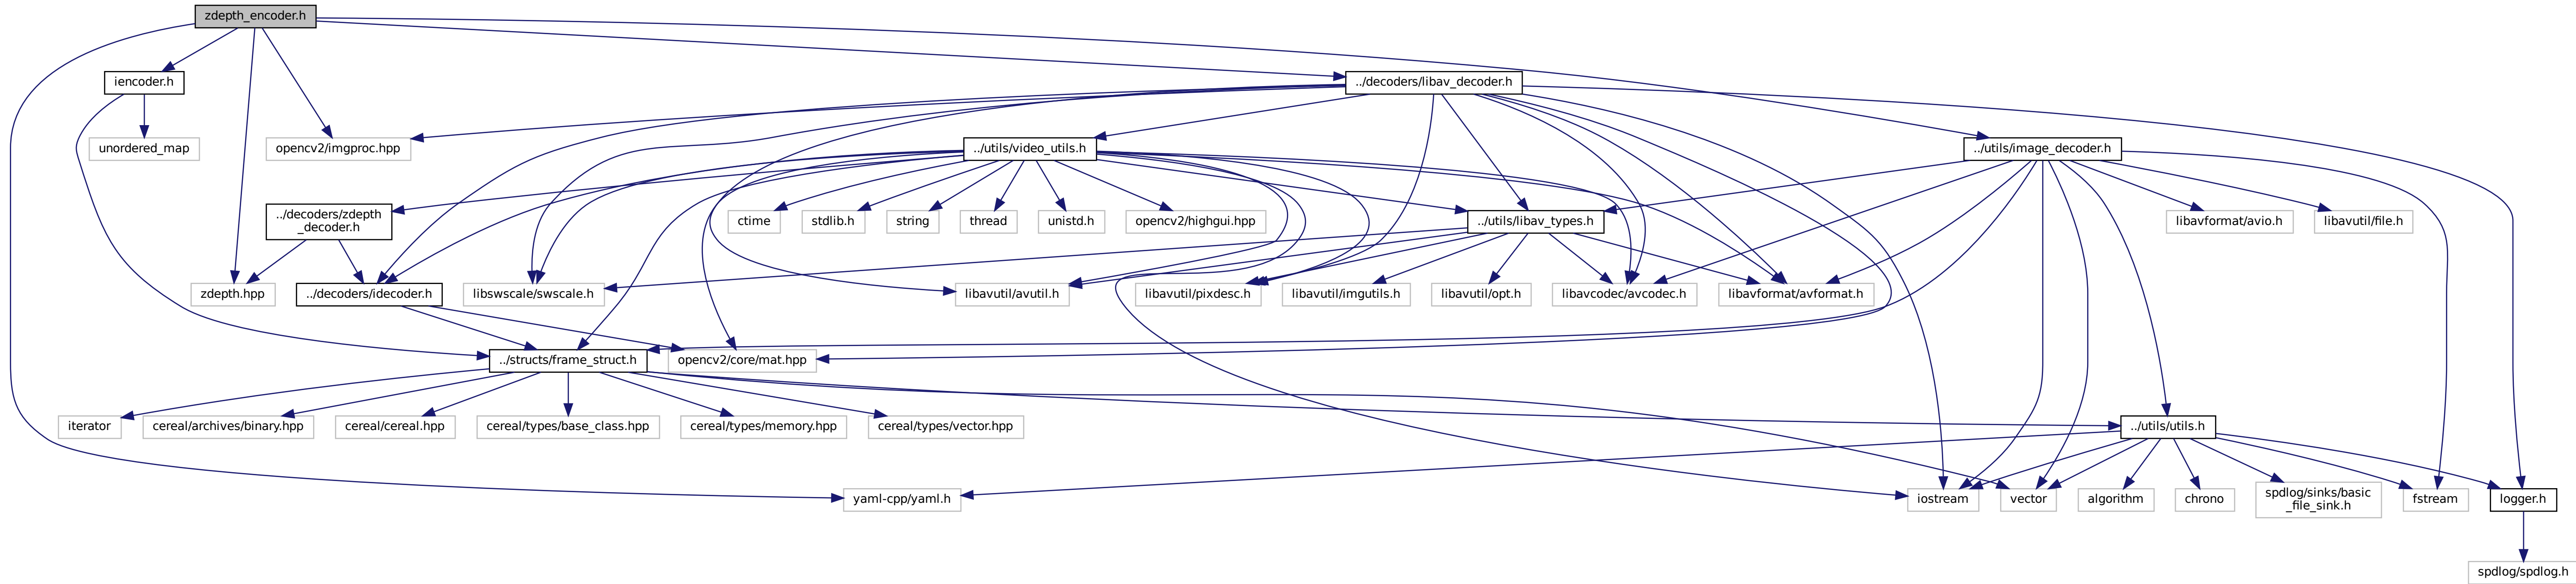 zdepth_encoder.h
iencoder.h
../decoders/libav_decoder.h
unordered_map
opencv2/imgproc.hpp
../utils/video_utils.h
../utils/image_decoder.h
../decoders/zdepth
_decoder.h
ctime
stdlib.h
string
thread
unistd.h
opencv2/highgui.hpp
../utils/libav_types.h
libavformat/avio.h
libavutil/file.h
zdepth.hpp
../decoders/idecoder.h
libswscale/swscale.h
libavutil/avutil.h
libavutil/pixdesc.h
libavutil/imgutils.h
libavutil/opt.h
libavcodec/avcodec.h
libavformat/avformat.h
../structs/frame_struct.h
opencv2/core/mat.hpp
iterator
cereal/archives/binary.hpp
cereal/cereal.hpp
cereal/types/base_class.hpp
cereal/types/memory.hpp
cereal/types/vector.hpp
../utils/utils.h
yaml-cpp/yaml.h
iostream
vector
algorithm
chrono
spdlog/sinks/basic
_file_sink.h
fstream
logger.h
spdlog/spdlog.h